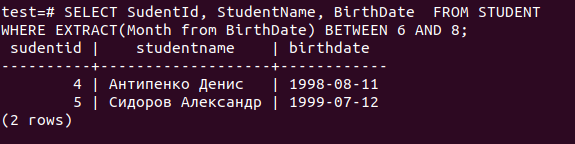 test=# SELECT SudentId, StudentName, BirthDate  FROM STUDENT
WHERE EXTRACT(Month from BirthDate) BETWEEN 6 AND 8;
 sudentid |    studentname    | birthdate
----------+-------------------+------------
        4 | Антипенко Денис   | 1998-08-11
        5 | Сидоров Александр | 1999-07-12
(2 rows)